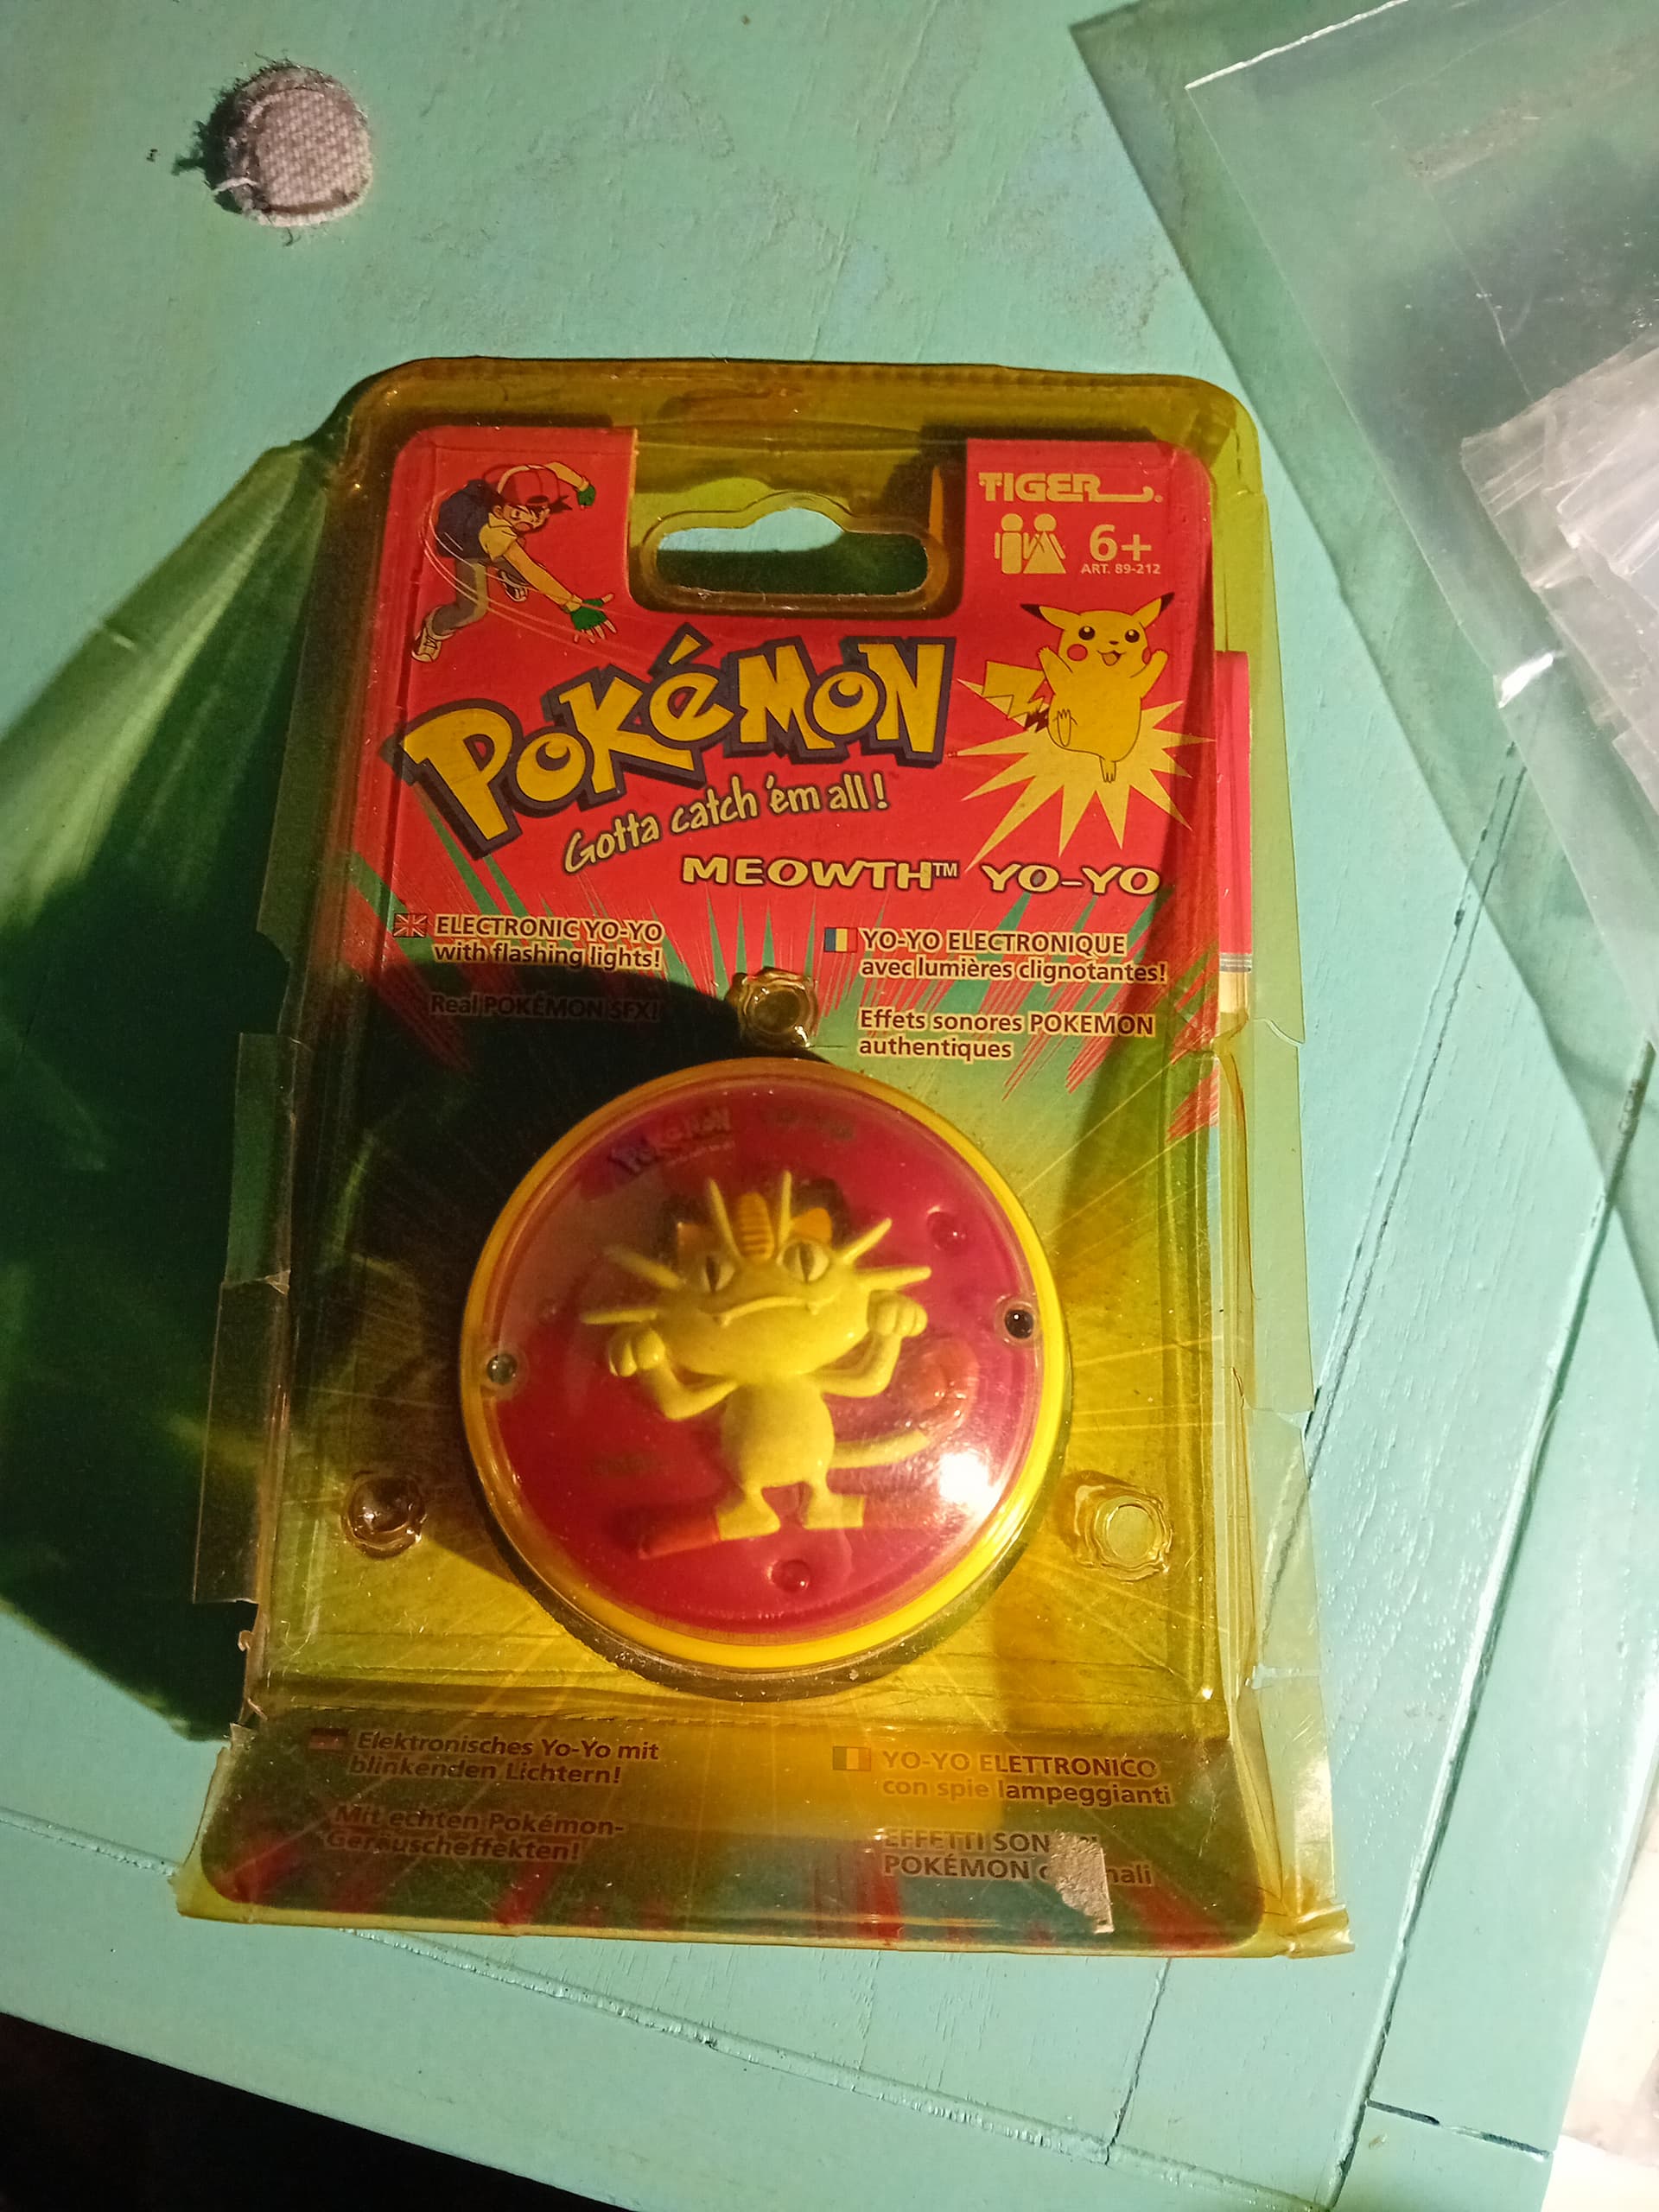 TIGER
6+
ART. 89-212
POKéMON
Gotta catch 'em all!
MEOWTH™ YO-YO
ELECTRONIC YO-YO
with flashing lights!
Real POKÉMON SFX!
YO-YO ELECTRONIQUE
avec lumières clignotantes!
Effets sonores POKEMON
authentiques
POKéMON
Elektronisches Yo-Yo mit
blinkenden Lichtern!
Mit echten Pokémon-
Geräuscheffekten!
YO-YO ELETTRONICO
con spie lampeggianti
EFFETTI
POKÉMON